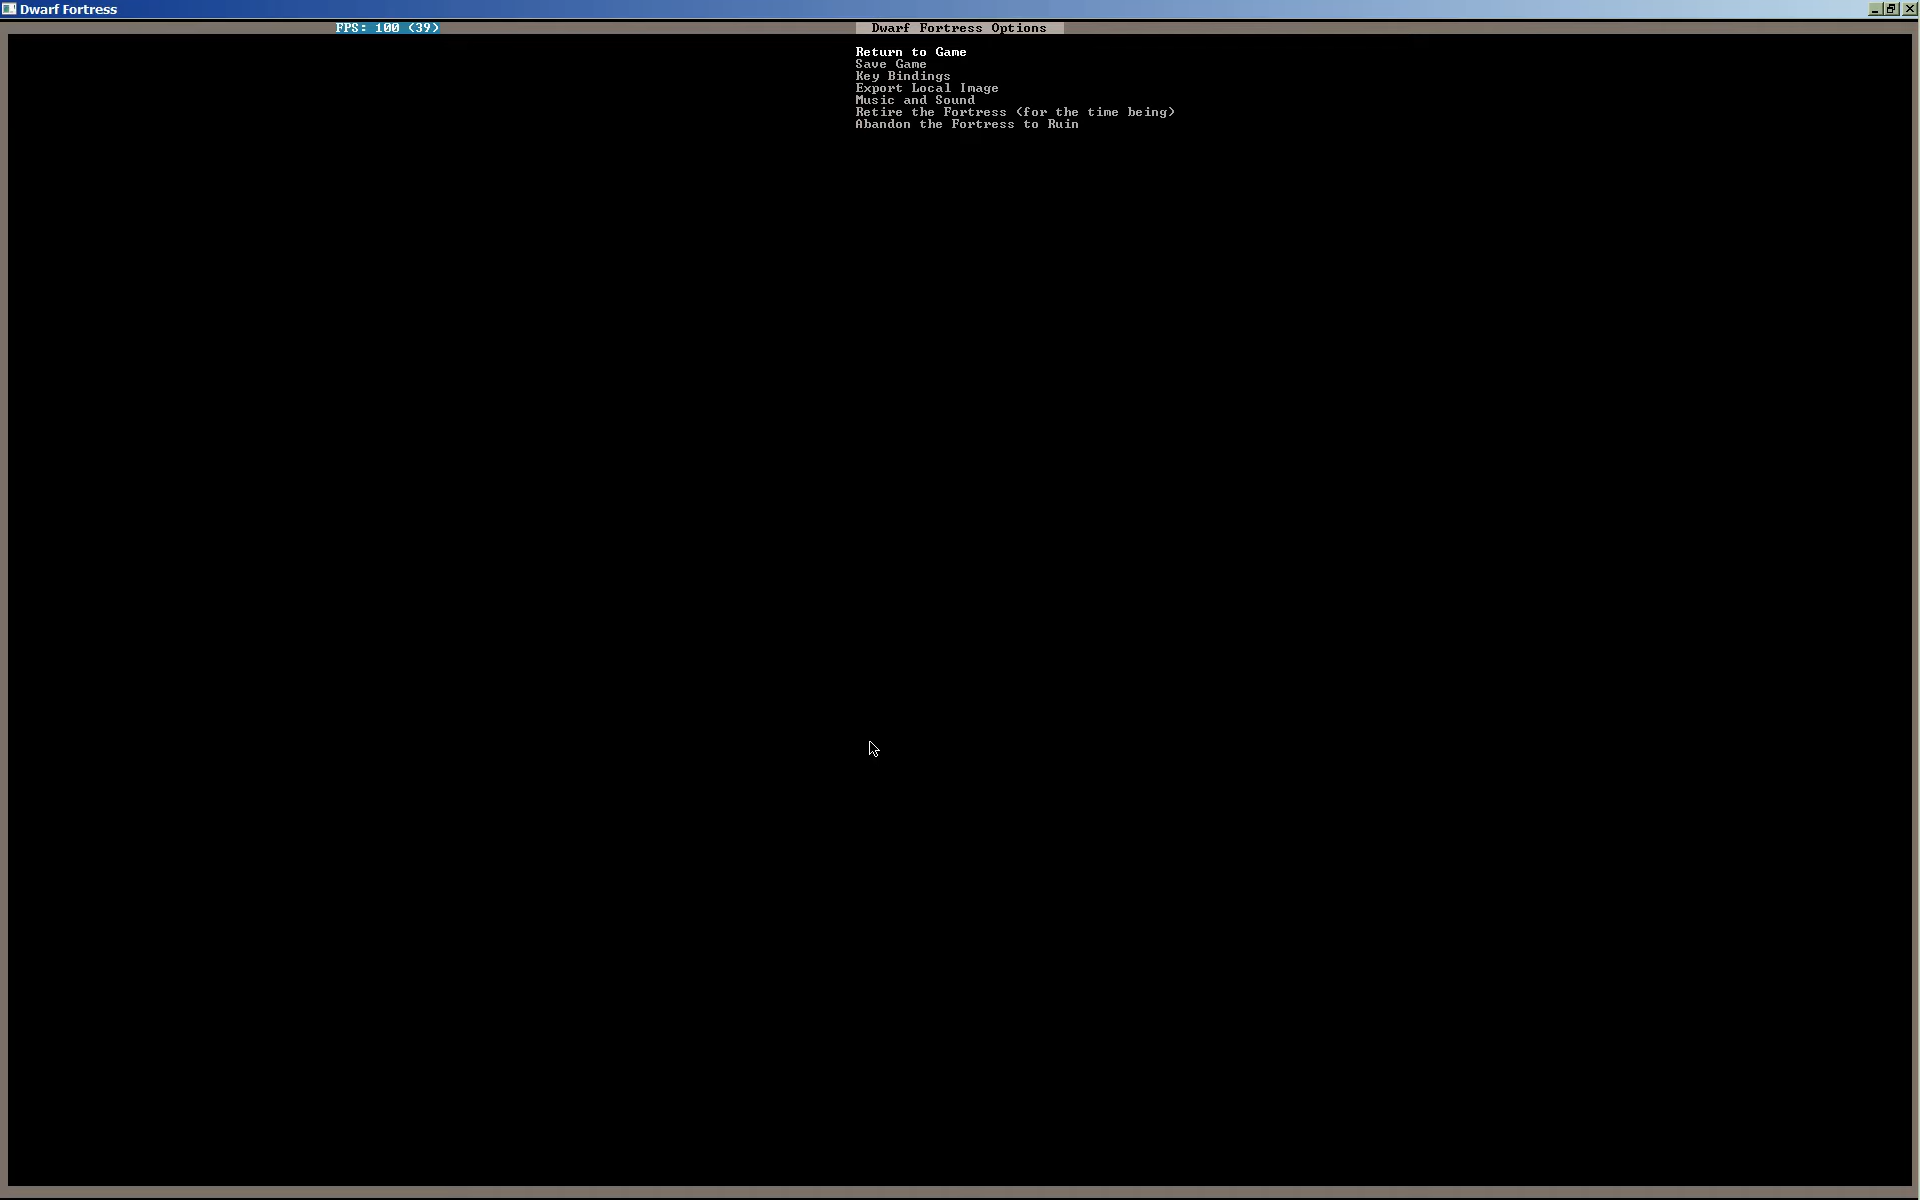 Dwarf Fortress
FPS: 100 (39)
Dwarf Fortress Options
Return to Game
Save Game
Key Bindings
Export Local Image
Music and Sound
Retire the Fortress (for the time being)
Abandon the Fortress to Ruin